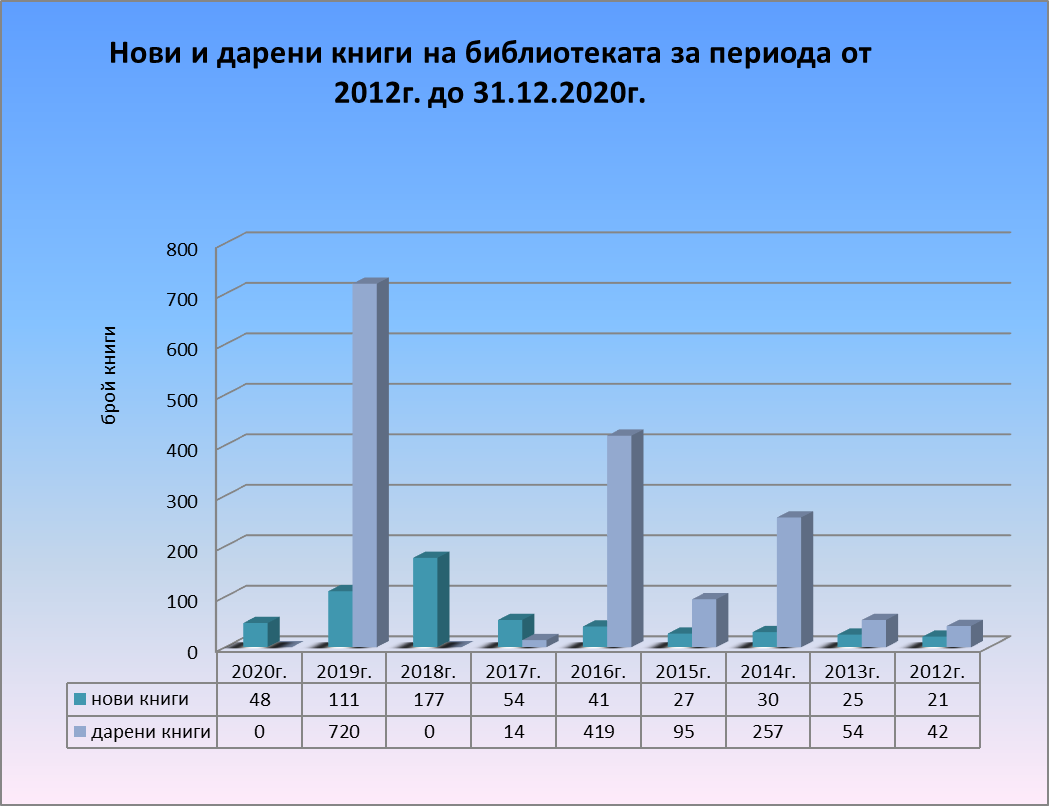 Нови и дарени книги на библиотеката за периода от
2012г. до 31.12.2020г.
брой книги
800
700
600
500
400
300
200
100
0
2020г. 2019г. 2018г. 2017г. 2016г. 2015г. 2014г. 2013г. 2012г.
нови книги 48 111 177 54 41 27 30 25 21
дарени книги 0 720 0 14 419 95 257 54 42